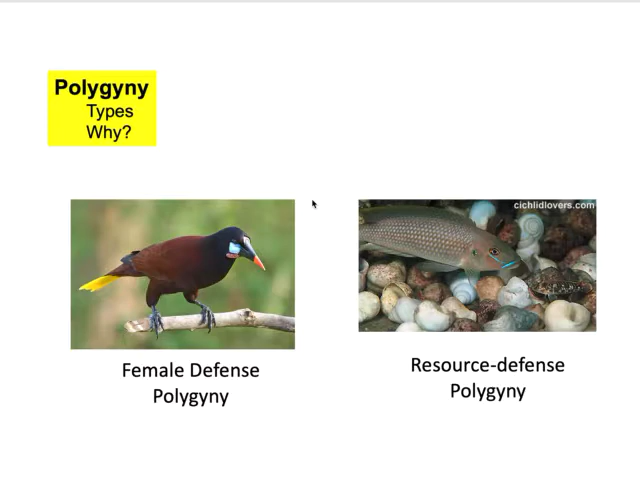 Polygyny
Types
Why?
cichlidlovers.com
Female Defense
Polygyny
Resource-defense
Polygyny